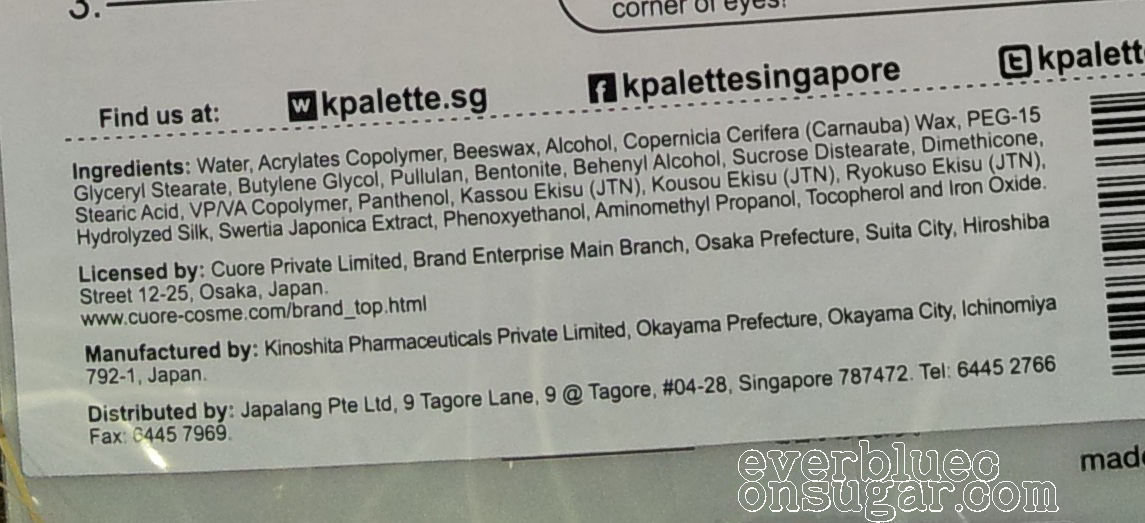 3.
corner of eyes!
Find us at: kpalette.sg kpalettesingapore kpalett
Ingredients: Water, Acrylates Copolymer, Beeswax, Alcohol, Copernicia Cerifera (Carnauba) Wax, PEG-15
Glyceryl Stearate, Butylene Glycol, Pullulan, Bentonite, Behenyl Alcohol, Sucrose Distearate, Dimethicone,
Stearic Acid, VP/VA Copolymer, Panthenol, Kassou Ekisu (JTN), Kousou Ekisu (JTN), Ryokuso Ekisu (JTN),
Hydrolyzed Silk, Swertia Japonica Extract, Phenoxyethanol, Aminomethyl Propanol, Tocopherol and Iron Oxide.
Licensed by: Cuore Private Limited, Brand Enterprise Main Branch, Osaka Prefecture, Suita City, Hiroshiba
Street 12-25, Osaka, Japan.
www.cuore-cosme.com/brand_top.html
Manufactured by: Kinoshita Pharmaceuticals Private Limited, Okayama Prefecture, Okayama City, Ichinomiya
792-1, Japan.
Distributed by: Japalang Pte Ltd, 9 Tagore Lane, 9 @ Tagore, #04-28, Singapore 787472. Tel: 6445 2766
Fax: 6445 7969.
made
everbluec
onsugar.com